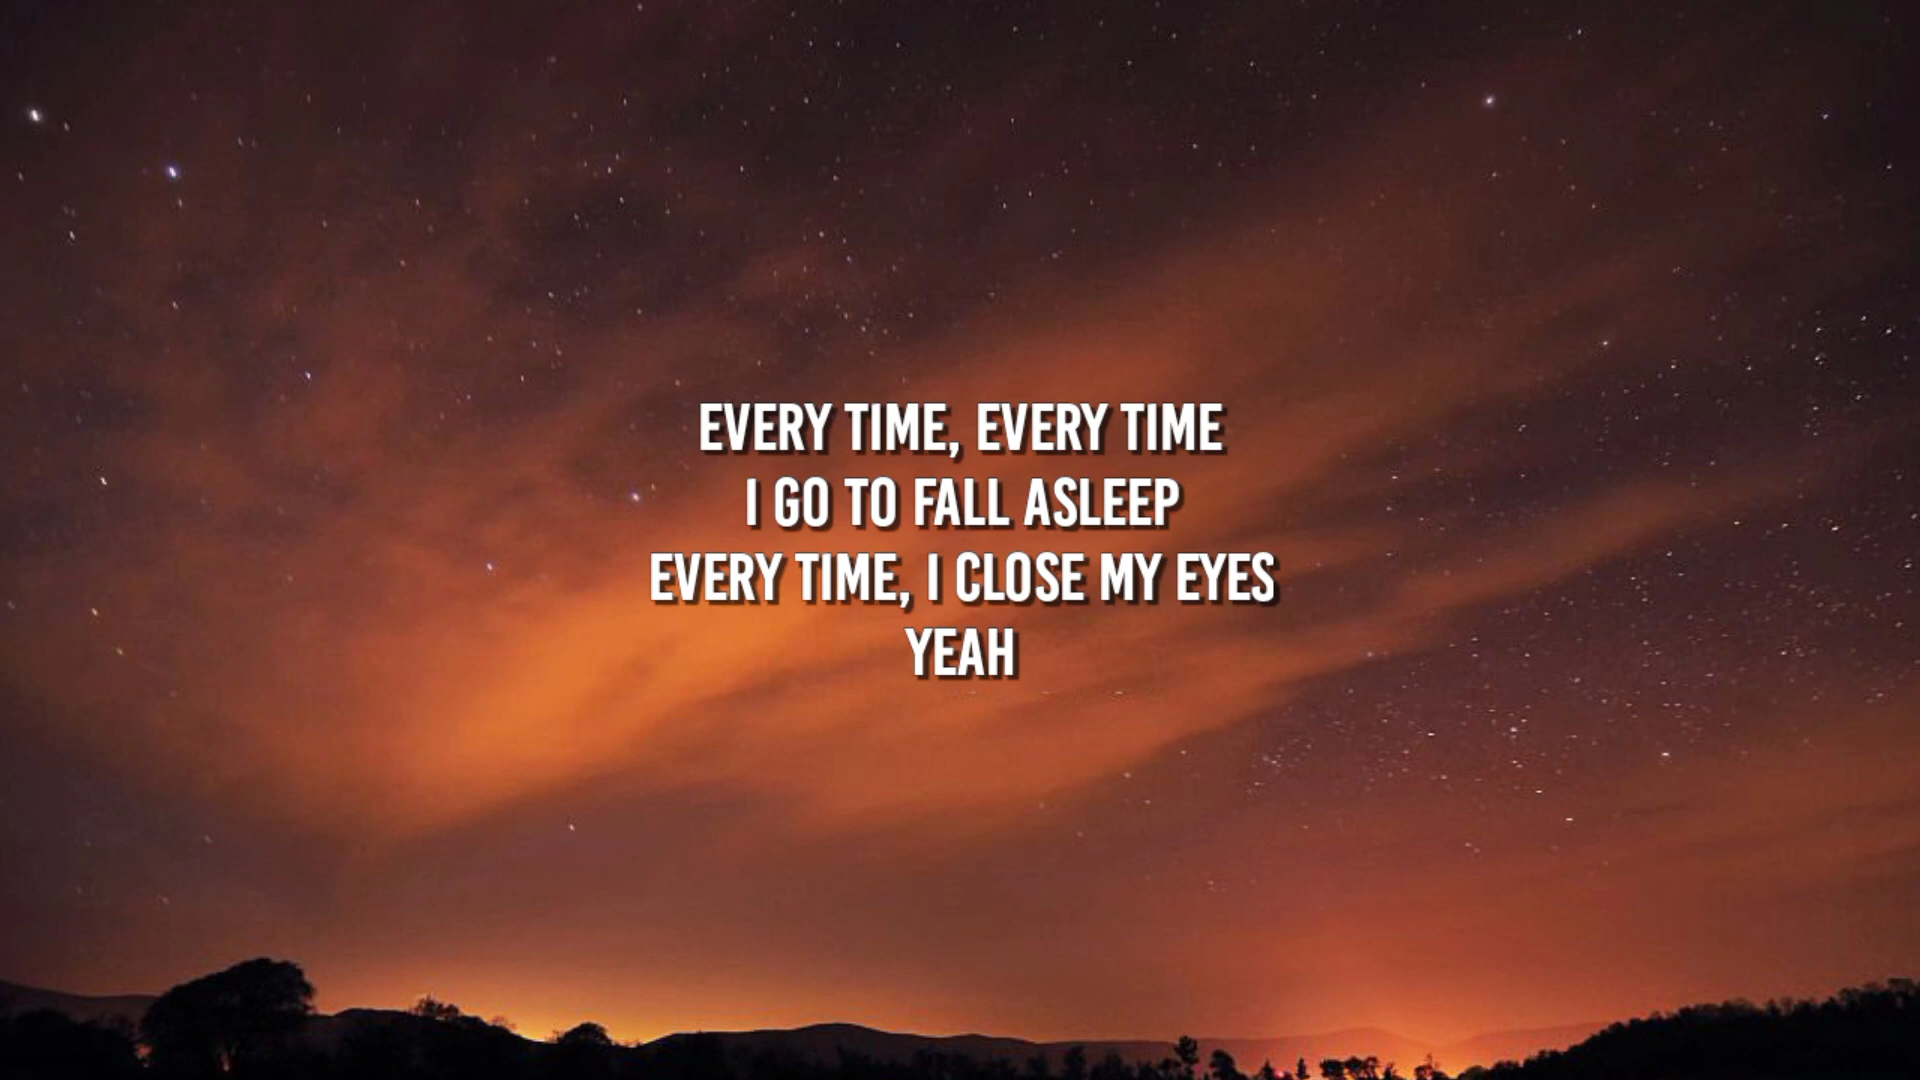 EVERY TIME, EVERY TIME
I GO TO FALL ASLEEP
EVERY TIME, I CLOSE MY EYES
YEAH